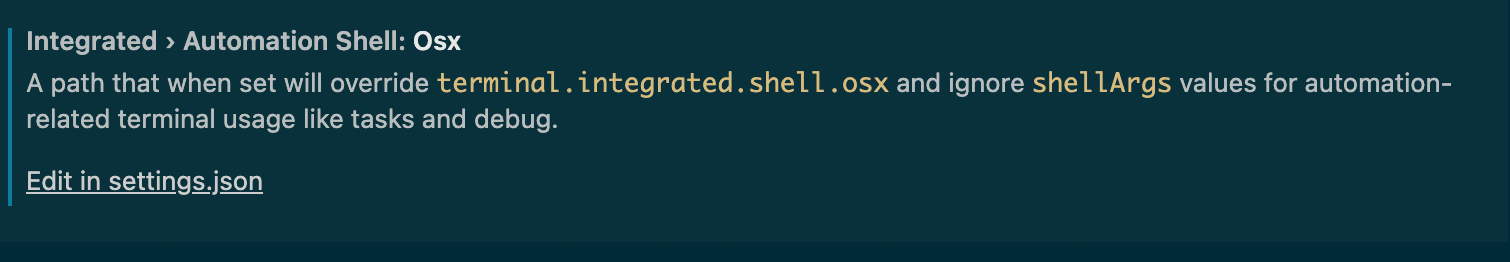 Integrated › Automation Shell: Osx
A path that when set will override terminal.integrated.shell.osx and ignore shellArgs values for automation-
related terminal usage like tasks and debug.
Edit in settings.json